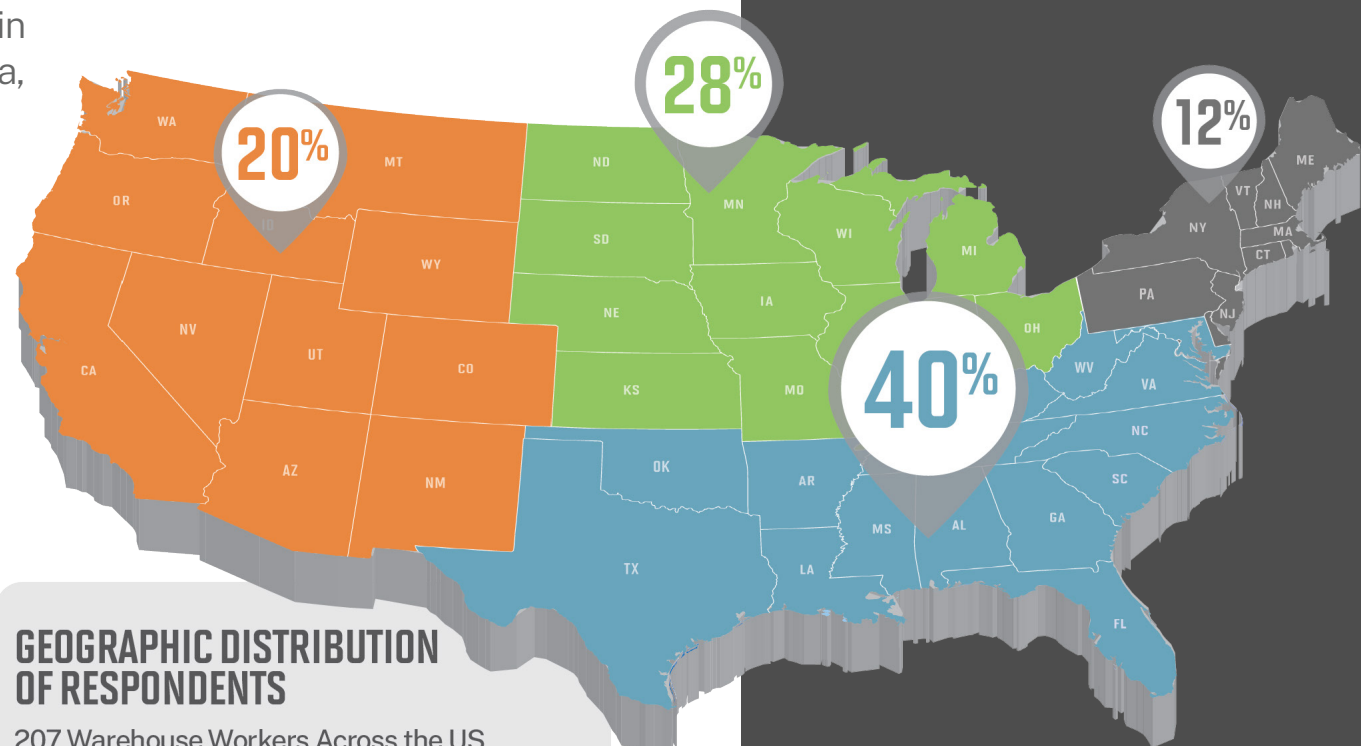 in
a,
28%
12%
20%
WA
MT
ND
ME
VT
OR
MN
NH
ID
NY
SD
WI
MA
MI
WY
CT
PA
IA
NE
NJ
NV
OH
UT
40%
CO
CA
WV
VA
KS
MO
NC
OK
AZ
AR
SC
NM
GA
MS
AL
TX
LA
FL
GEOGRAPHIC DISTRIBUTION
OF RESPONDENTS
207 Warehouse Workers Across the US